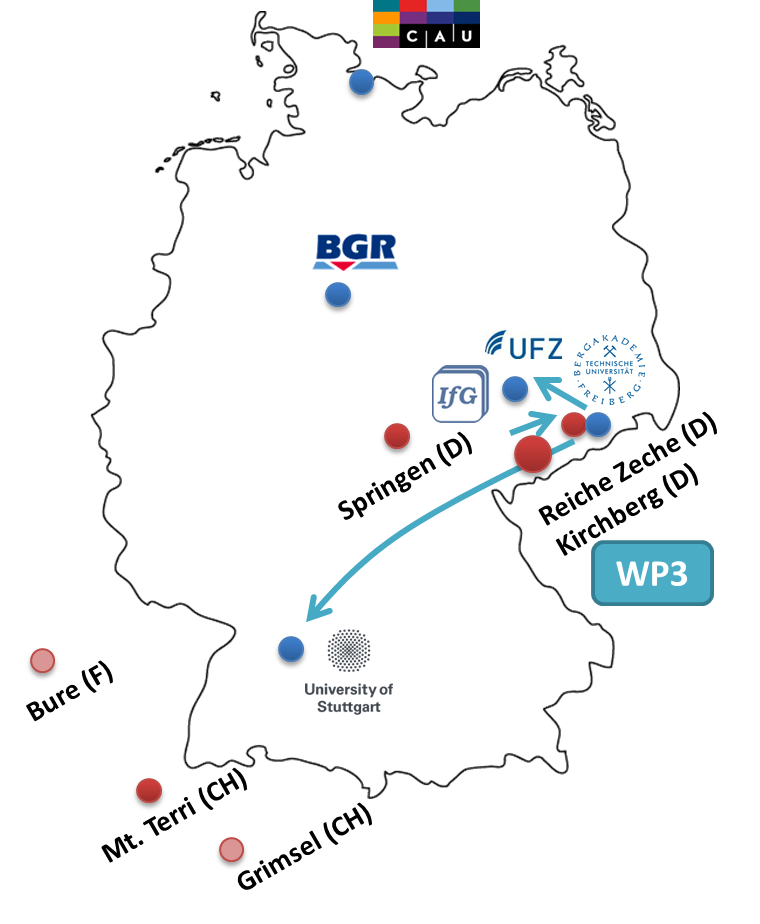 C|A|U
BGR
UFZ
BERGAKADEMIE
TECHNISCHE
UNIVERSITÄT
FREIBERG
IfG
Springen (D)
Reiche Zeche (D)
Kirchberg (D)
WP3
University of
Stuttgart
Bure (F)
Mt. Terri (CH)
Grimsel (CH)